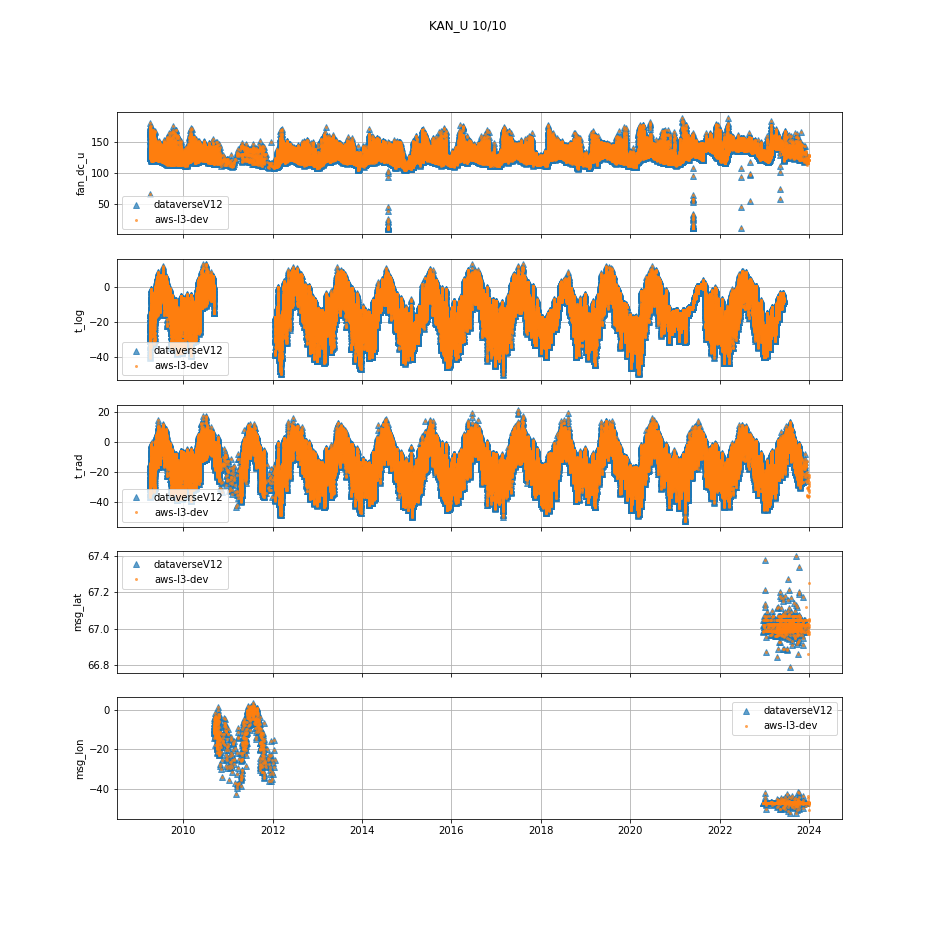 KAN_U 10/10
fan_dc_u
150
100
50
dataverseV12
aws-l3-dev
t_log
0
−20
−40
dataverseV12
aws-l3-dev
t_rad
20
0
−20
−40
dataverseV12
aws-l3-dev
msg_lat
67.4
67.2
67.0
66.8
dataverseV12
aws-l3-dev
msg_lon
0
−20
−40
dataverseV12
aws-l3-dev
2010 2012 2014 2016 2018 2020 2022 2024